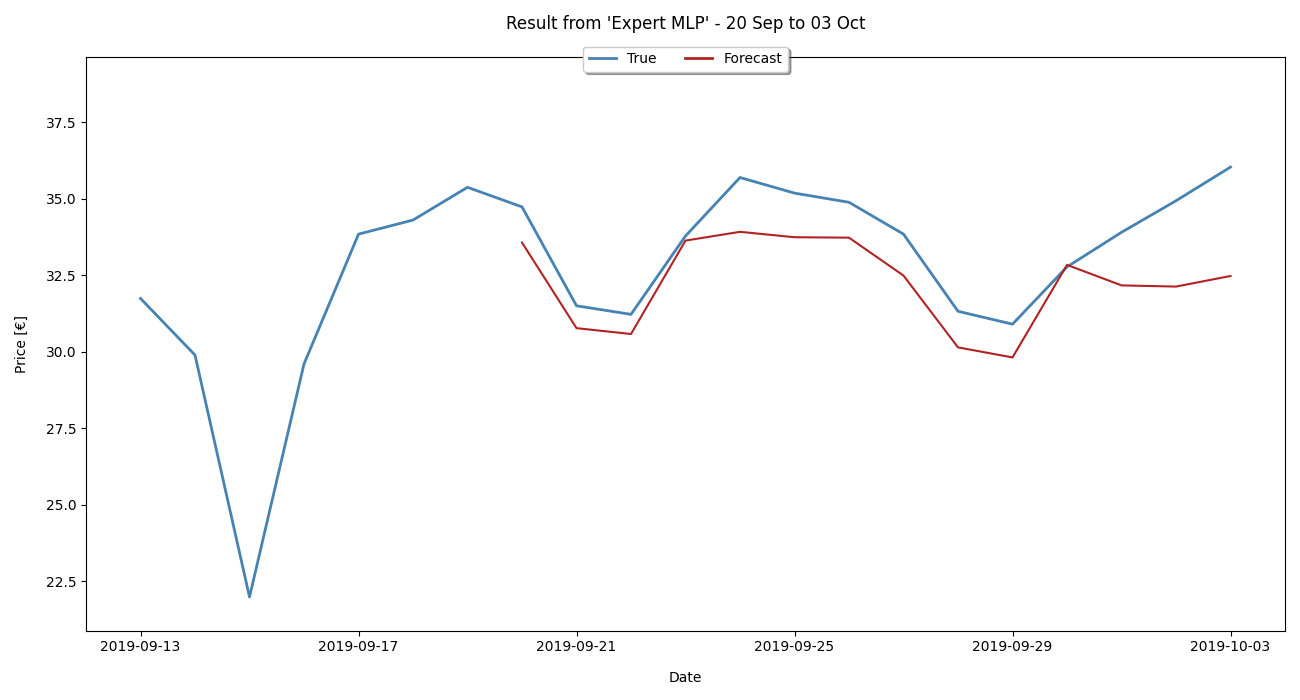 Result from 'Expert MLP' - 20 Sep to 03 Oct
True
Forecast
Price [€]
37.5
35.0
32.5
30.0
27.5
25.0
22.5
2019-09-13
2019-09-17
2019-09-21
2019-09-25
2019-09-29
2019-10-03
Date